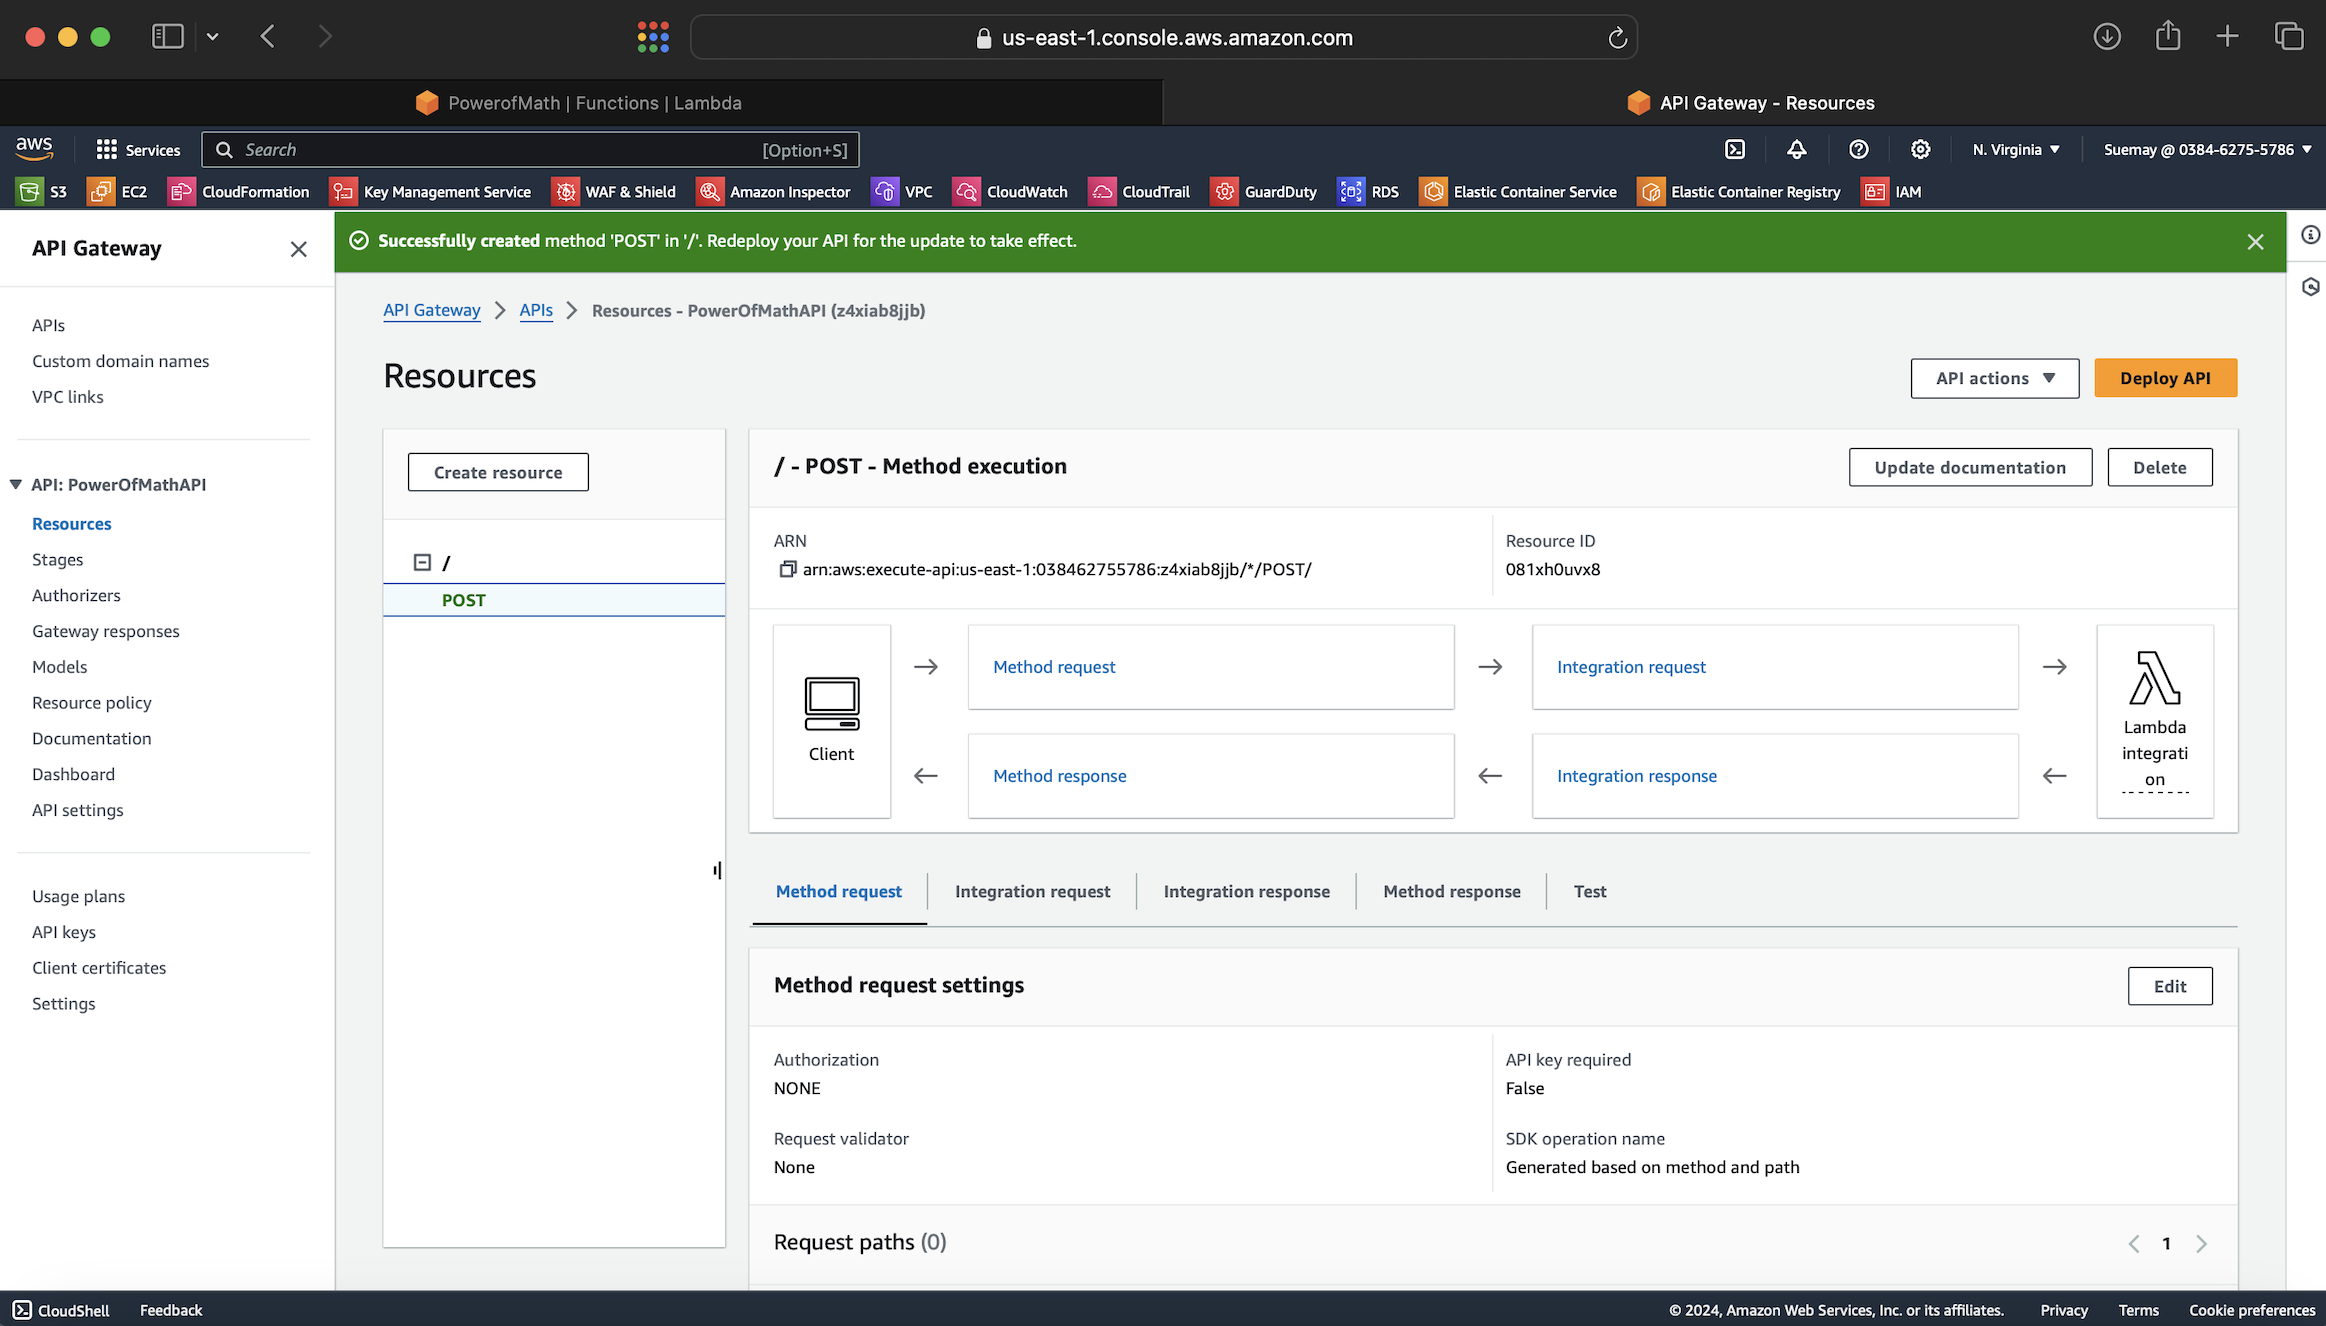 us-east-1.console.aws.amazon.com
PowerofMath | Functions | Lambda
API Gateway - Resources
aws
Services
Search
[Option+S]
N. Virginia
Suemay @ 0384-6275-5786
S3
EC2
CloudFormation
Key Management Service
WAF & Shield
Amazon Inspector
VPC
CloudWatch
CloudTrail
GuardDuty
RDS
Elastic Container Service
Elastic Container Registry
IAM
API Gateway
APIs
Custom domain names
VPC links
API: PowerOfMathAPI
Resources
Stages
Authorizers
Gateway responses
Models
Resource policy
Documentation
Dashboard
API settings
Usage plans
API keys
Client certificates
Settings
Successfully created method 'POST' in '/'. Redeploy your API for the update to take effect.
API Gateway
APIs
Resources - PowerOfMathAPI (z4xiab8jjb)
Resources
API actions
Deploy API
Create resource
/
POST
/ - POST - Method execution
Update documentation
Delete
ARN
arn:aws:execute-api:us-east-1:038462755786:z4xiab8jjb/*/POST/
Resource ID
081xh0uvx8
Client
Method request
Integration request
Method response
Integration response
Lambda
integrati
on
Method request
Integration request
Integration response
Method response
Test
Method request settings
Edit
Authorization
NONE
API key required
False
Request validator
None
SDK operation name
Generated based on method and path
Request paths (0)
1
CloudShell
Feedback
© 2024, Amazon Web Services, Inc. or its affiliates.
Privacy
Terms
Cookie preferences